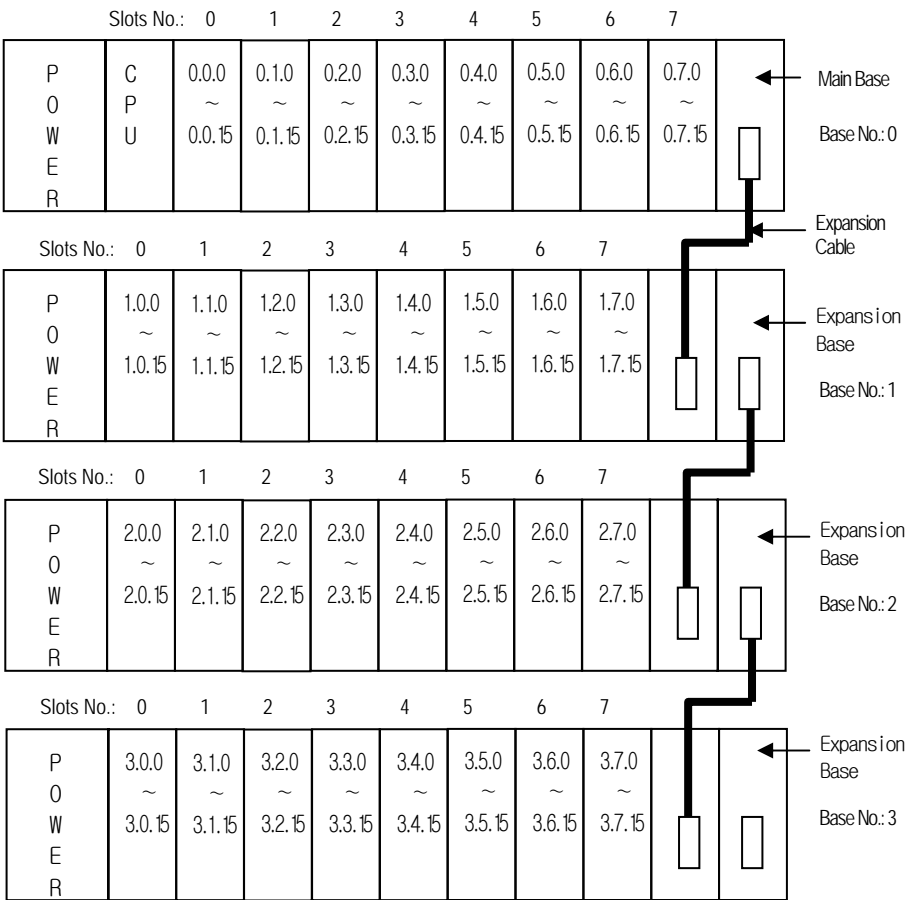 Slots No.: 0 1 2 3 4 5 6 7
POWER
CPU
0.0.0 0.1.0 0.2.0 0.3.0 0.4.0 0.5.0 0.6.0 0.7.0
~ ~ ~ ~ ~ ~ ~ ~
0.0.15 0.1.15 0.2.15 0.3.15 0.4.15 0.5.15 0.6.15 0.7.15
Main Base
Base No.: 0
Expansion
Cable
Slots No.: 0 1 2 3 4 5 6 7
POWER
1.0.0 1.1.0 1.2.0 1.3.0 1.4.0 1.5.0 1.6.0 1.7.0
~ ~ ~ ~ ~ ~ ~ ~
1.0.15 1.1.15 1.2.15 1.3.15 1.4.15 1.5.15 1.6.15 1.7.15
Expansion
Base
Base No.: 1
Slots No.: 0 1 2 3 4 5 6 7
POWER
2.0.0 2.1.0 2.2.0 2.3.0 2.4.0 2.5.0 2.6.0 2.7.0
~ ~ ~ ~ ~ ~ ~ ~
2.0.15 2.1.15 2.2.15 2.3.15 2.4.15 2.5.15 2.6.15 2.7.15
Expansion
Base
Base No.: 2
Slots No.: 0 1 2 3 4 5 6 7
POWER
3.0.0 3.1.0 3.2.0 3.3.0 3.4.0 3.5.0 3.6.0 3.7.0
~ ~ ~ ~ ~ ~ ~ ~
3.0.15 3.1.15 3.2.15 3.3.15 3.4.15 3.5.15 3.6.15 3.7.15
Expansion
Base
Base No.: 3